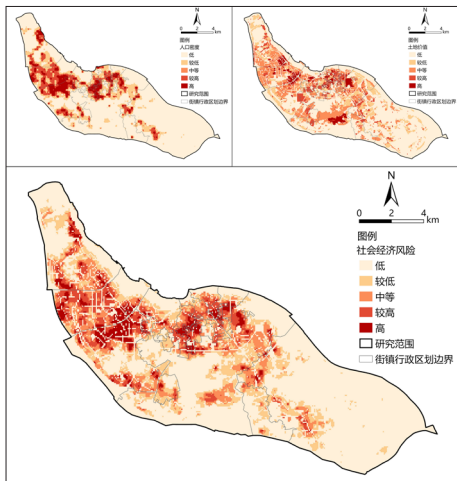 N
0 2 4
km
图例
人口密度
低
较低
中等
较高
高
研究范围
街镇行政区划边界
N
0 2 4
km
图例
土地价值
低
较低
中等
较高
高
研究范围
街镇行政区划边界
N
0 2 4
km
图例
社会经济风险
低
较低
中等
较高
高
研究范围
街镇行政区划边界